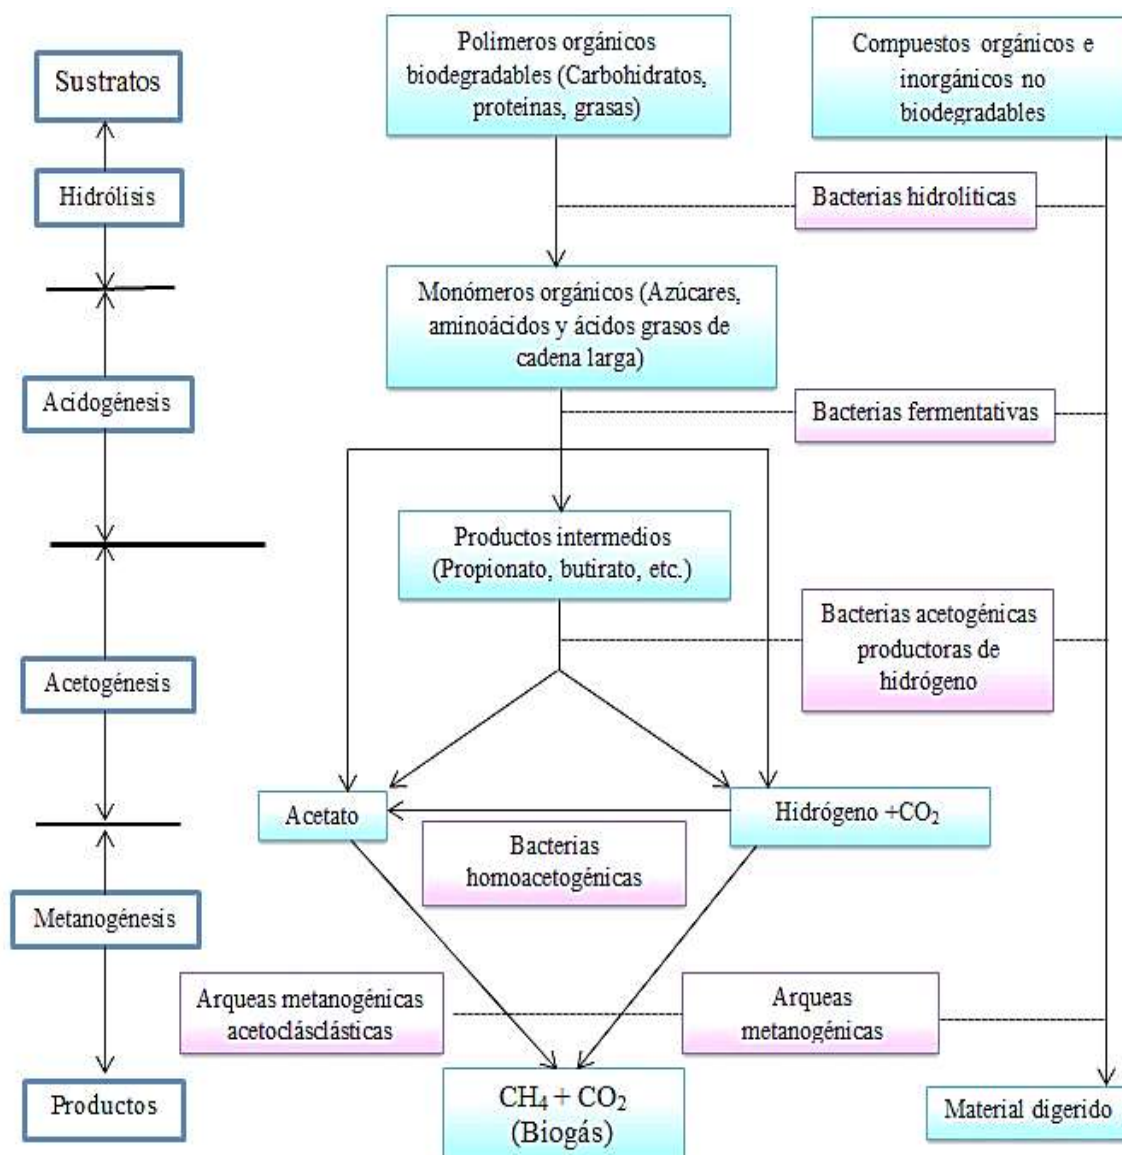 Sustratos
Polimeros orgánicos
biodegradables (Carbohidratos,
proteínas, grasas)
Compuestos orgánicos e
inorgánicos no
biodegradables
Hidrólisis
Bacterias hidrolíticas
Monómeros orgánicos (Azúcares,
aminoácidos y ácidos grasos de
cadena larga)
Acidogénesis
Bacterias fermentativas
Productos intermedios
(Propionato, butirato, etc.)
Bacterias acetogénicas
productoras de
hidrógeno
Acetogénesis
Acetato
Hidrógeno +CO₂
Bacterias
homoacetogénicas
Metanogénesis
Arqueas metanogénicas
acetoclásclásticas
Arqueas
metanogénicas
Productos
CH₄ + CO₂
(Biogás)
Material digerido